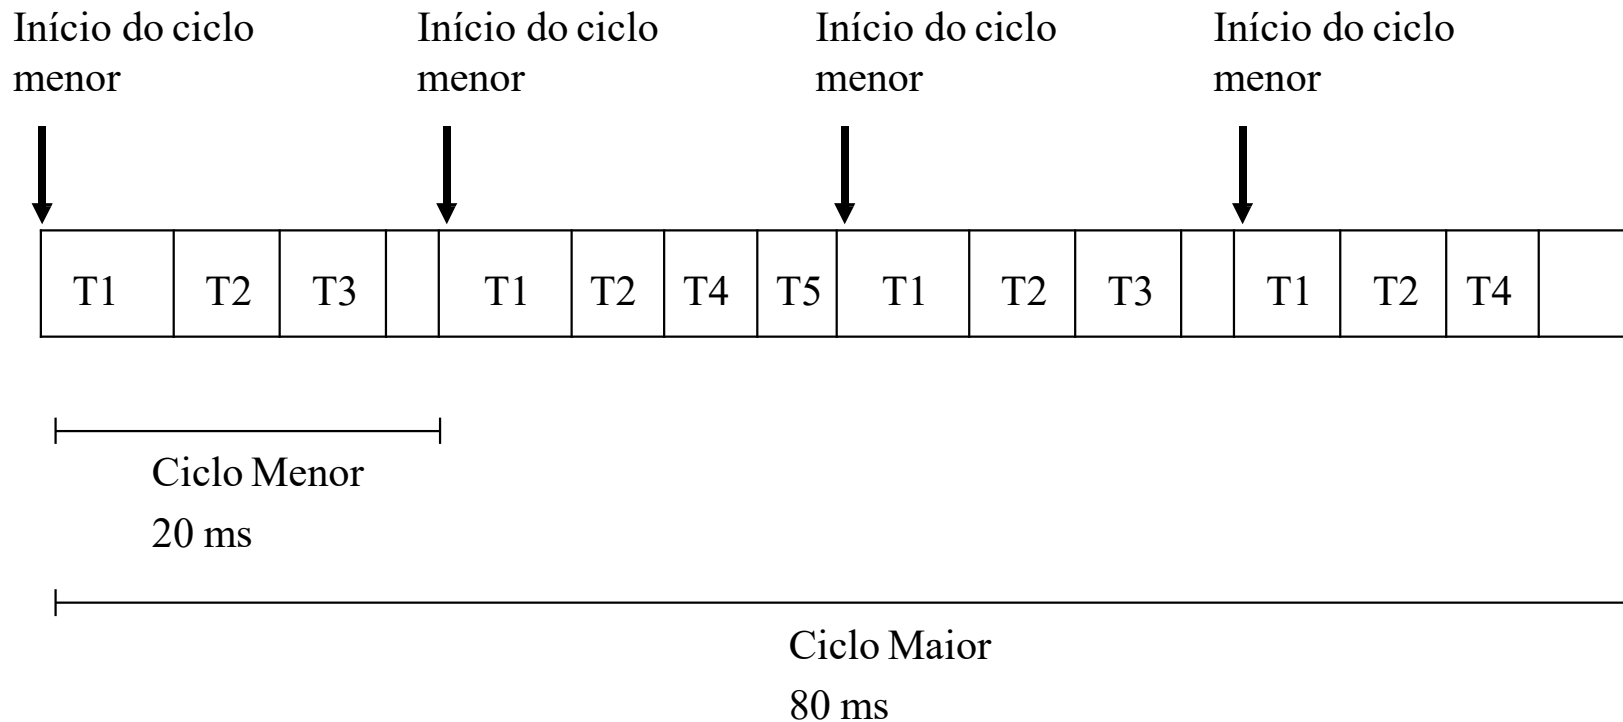 Início do ciclo
menor
Início do ciclo
menor
Início do ciclo
menor
Início do ciclo
menor
T1 T2 T3 T1 T2 T4 T5 T1 T2 T3 T1 T2 T4
Ciclo Menor
20 ms
Ciclo Maior
80 ms